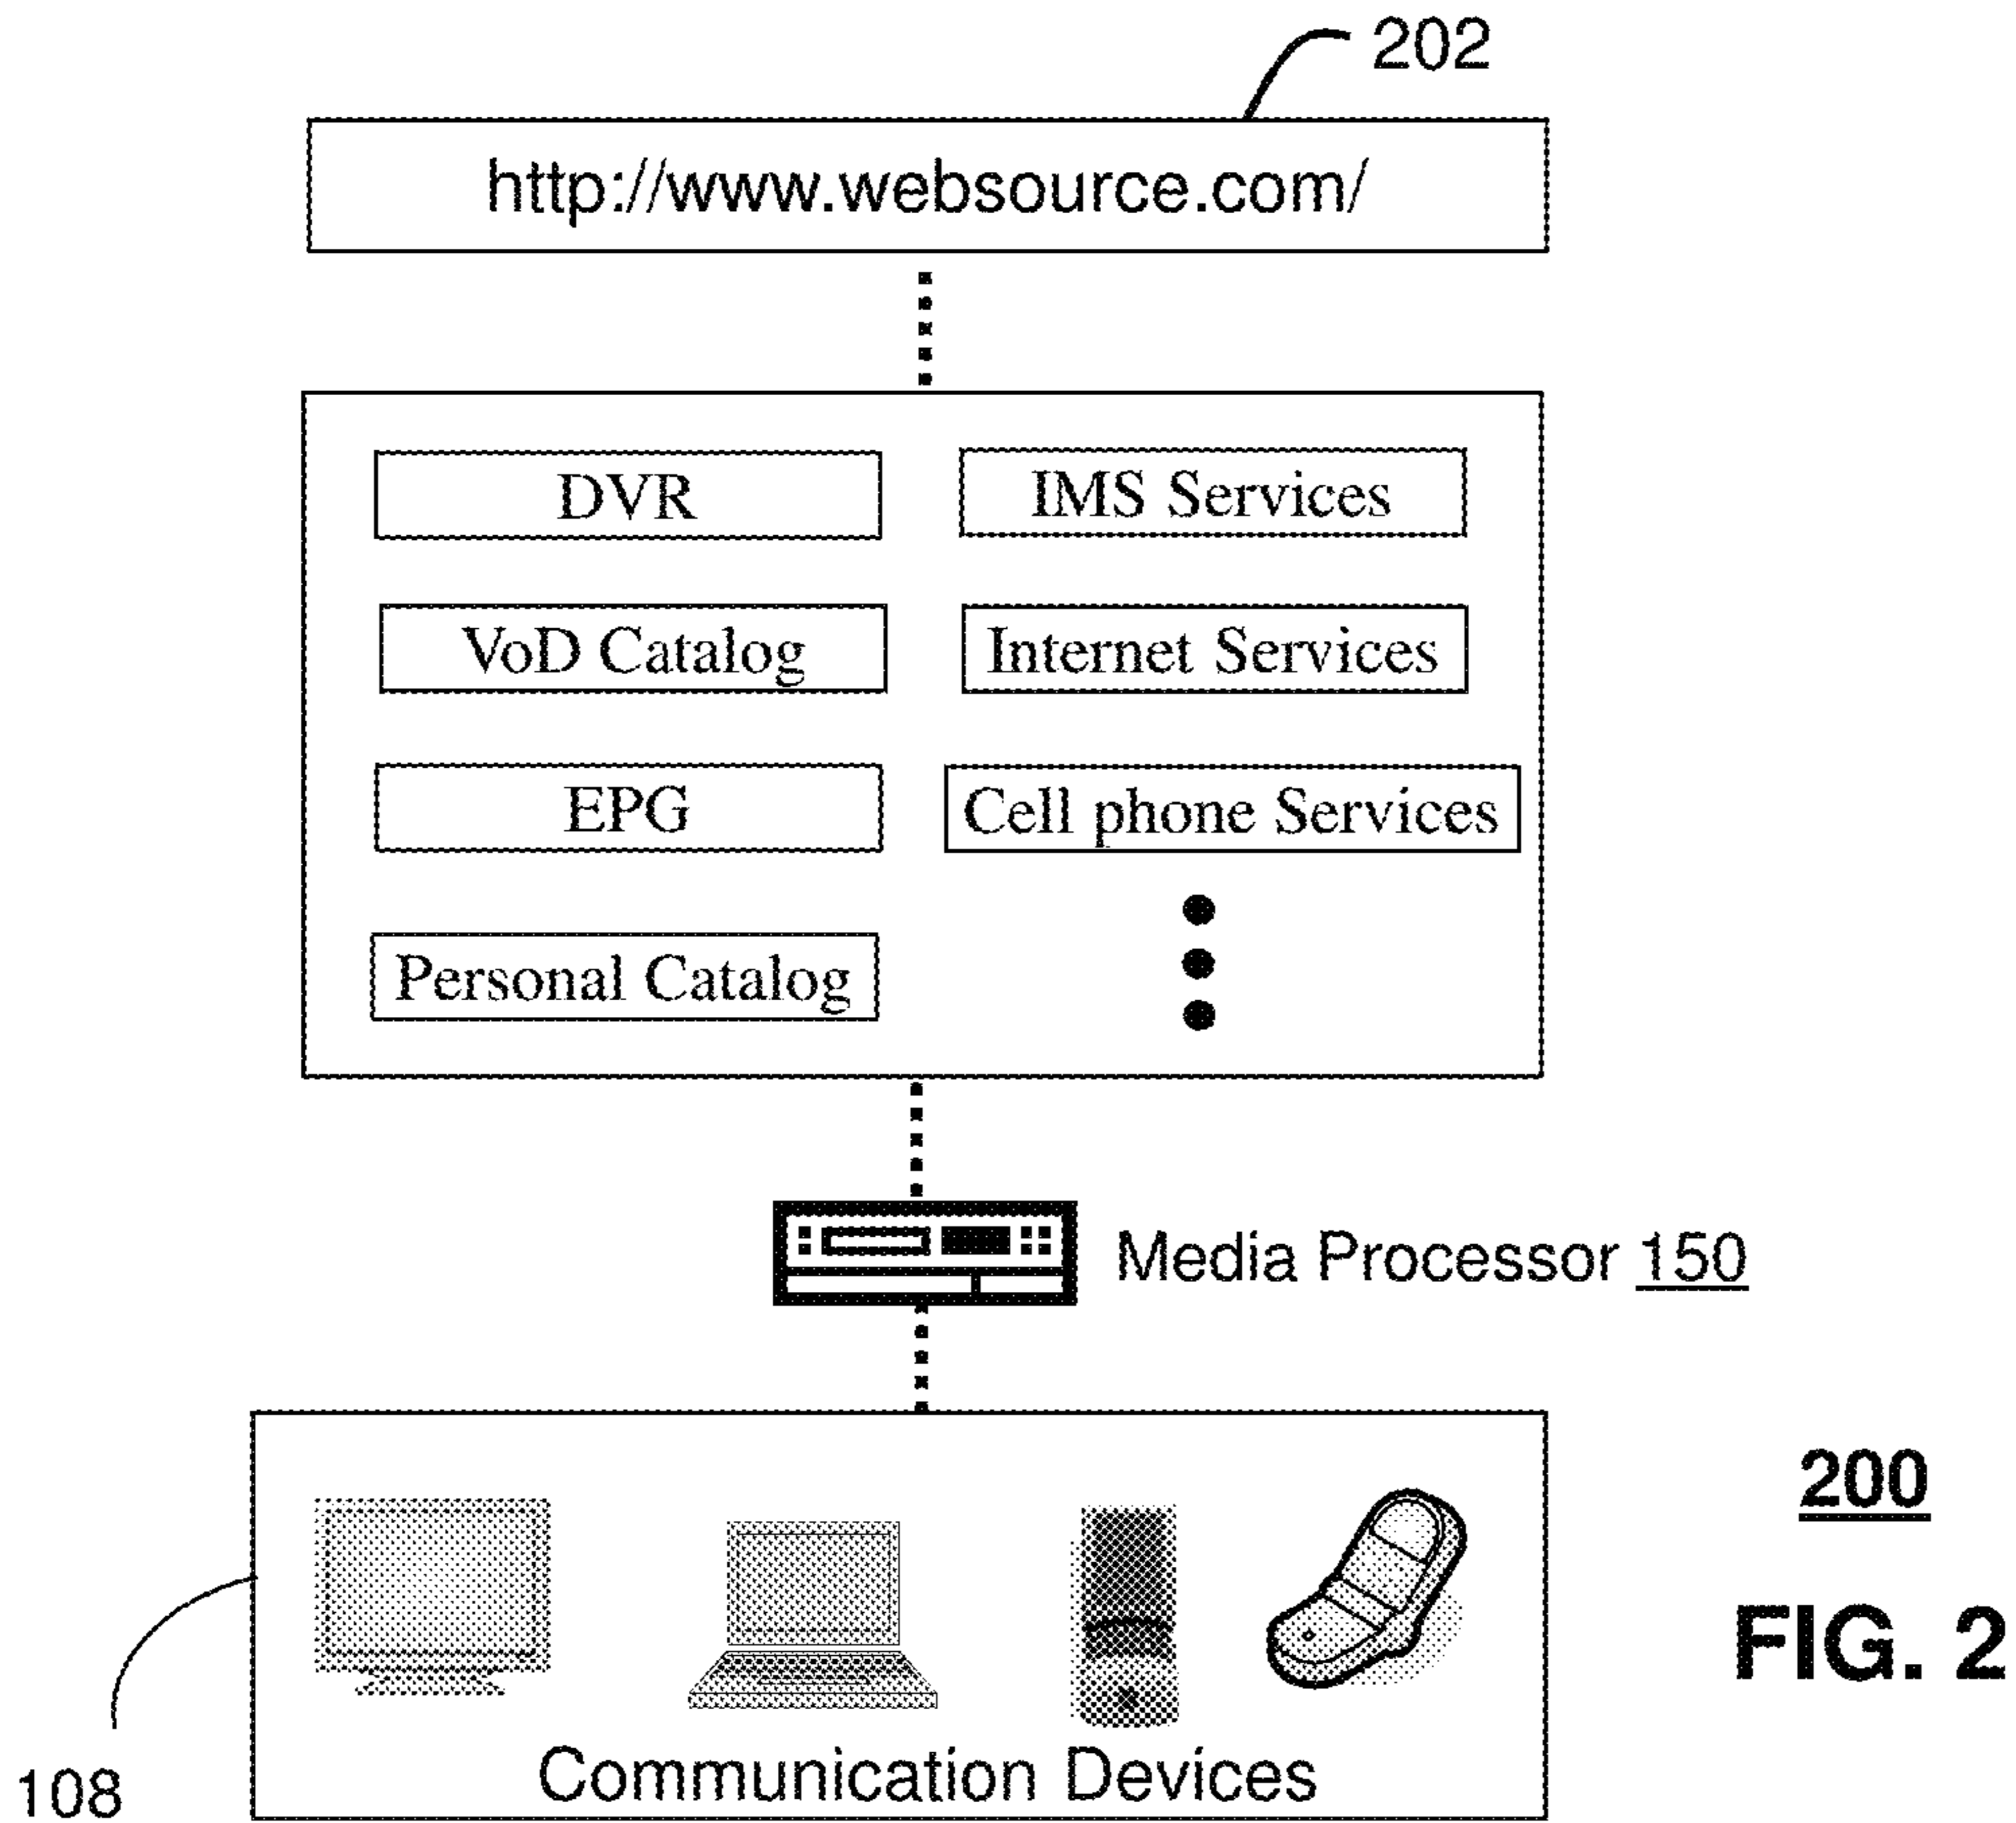 202
http://www.websource.com/
DVR
IMS Services
VoD Catalog
Internet Services
EPG
Cell phone Services
Personal Catalog
Media Processor 150
200
FIG. 2
Communication Devices
108